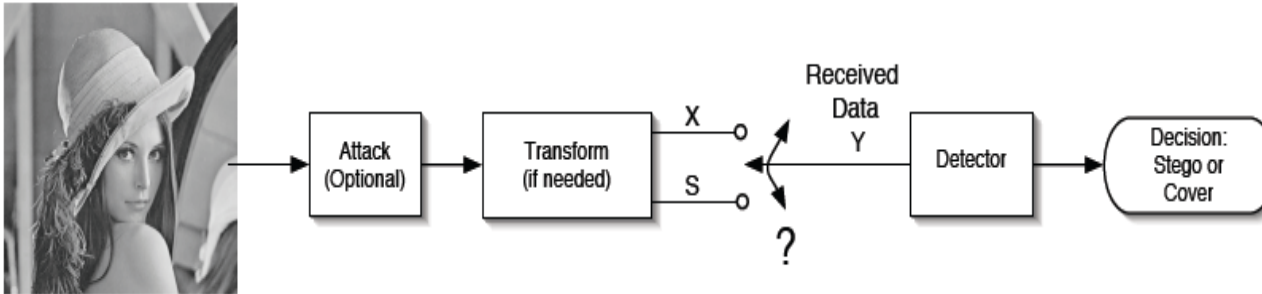 Attack
(Optional)
Transform
(if needed)
X
S
?
Received
Data
Y
Detector
Decision:
Stego or
Cover